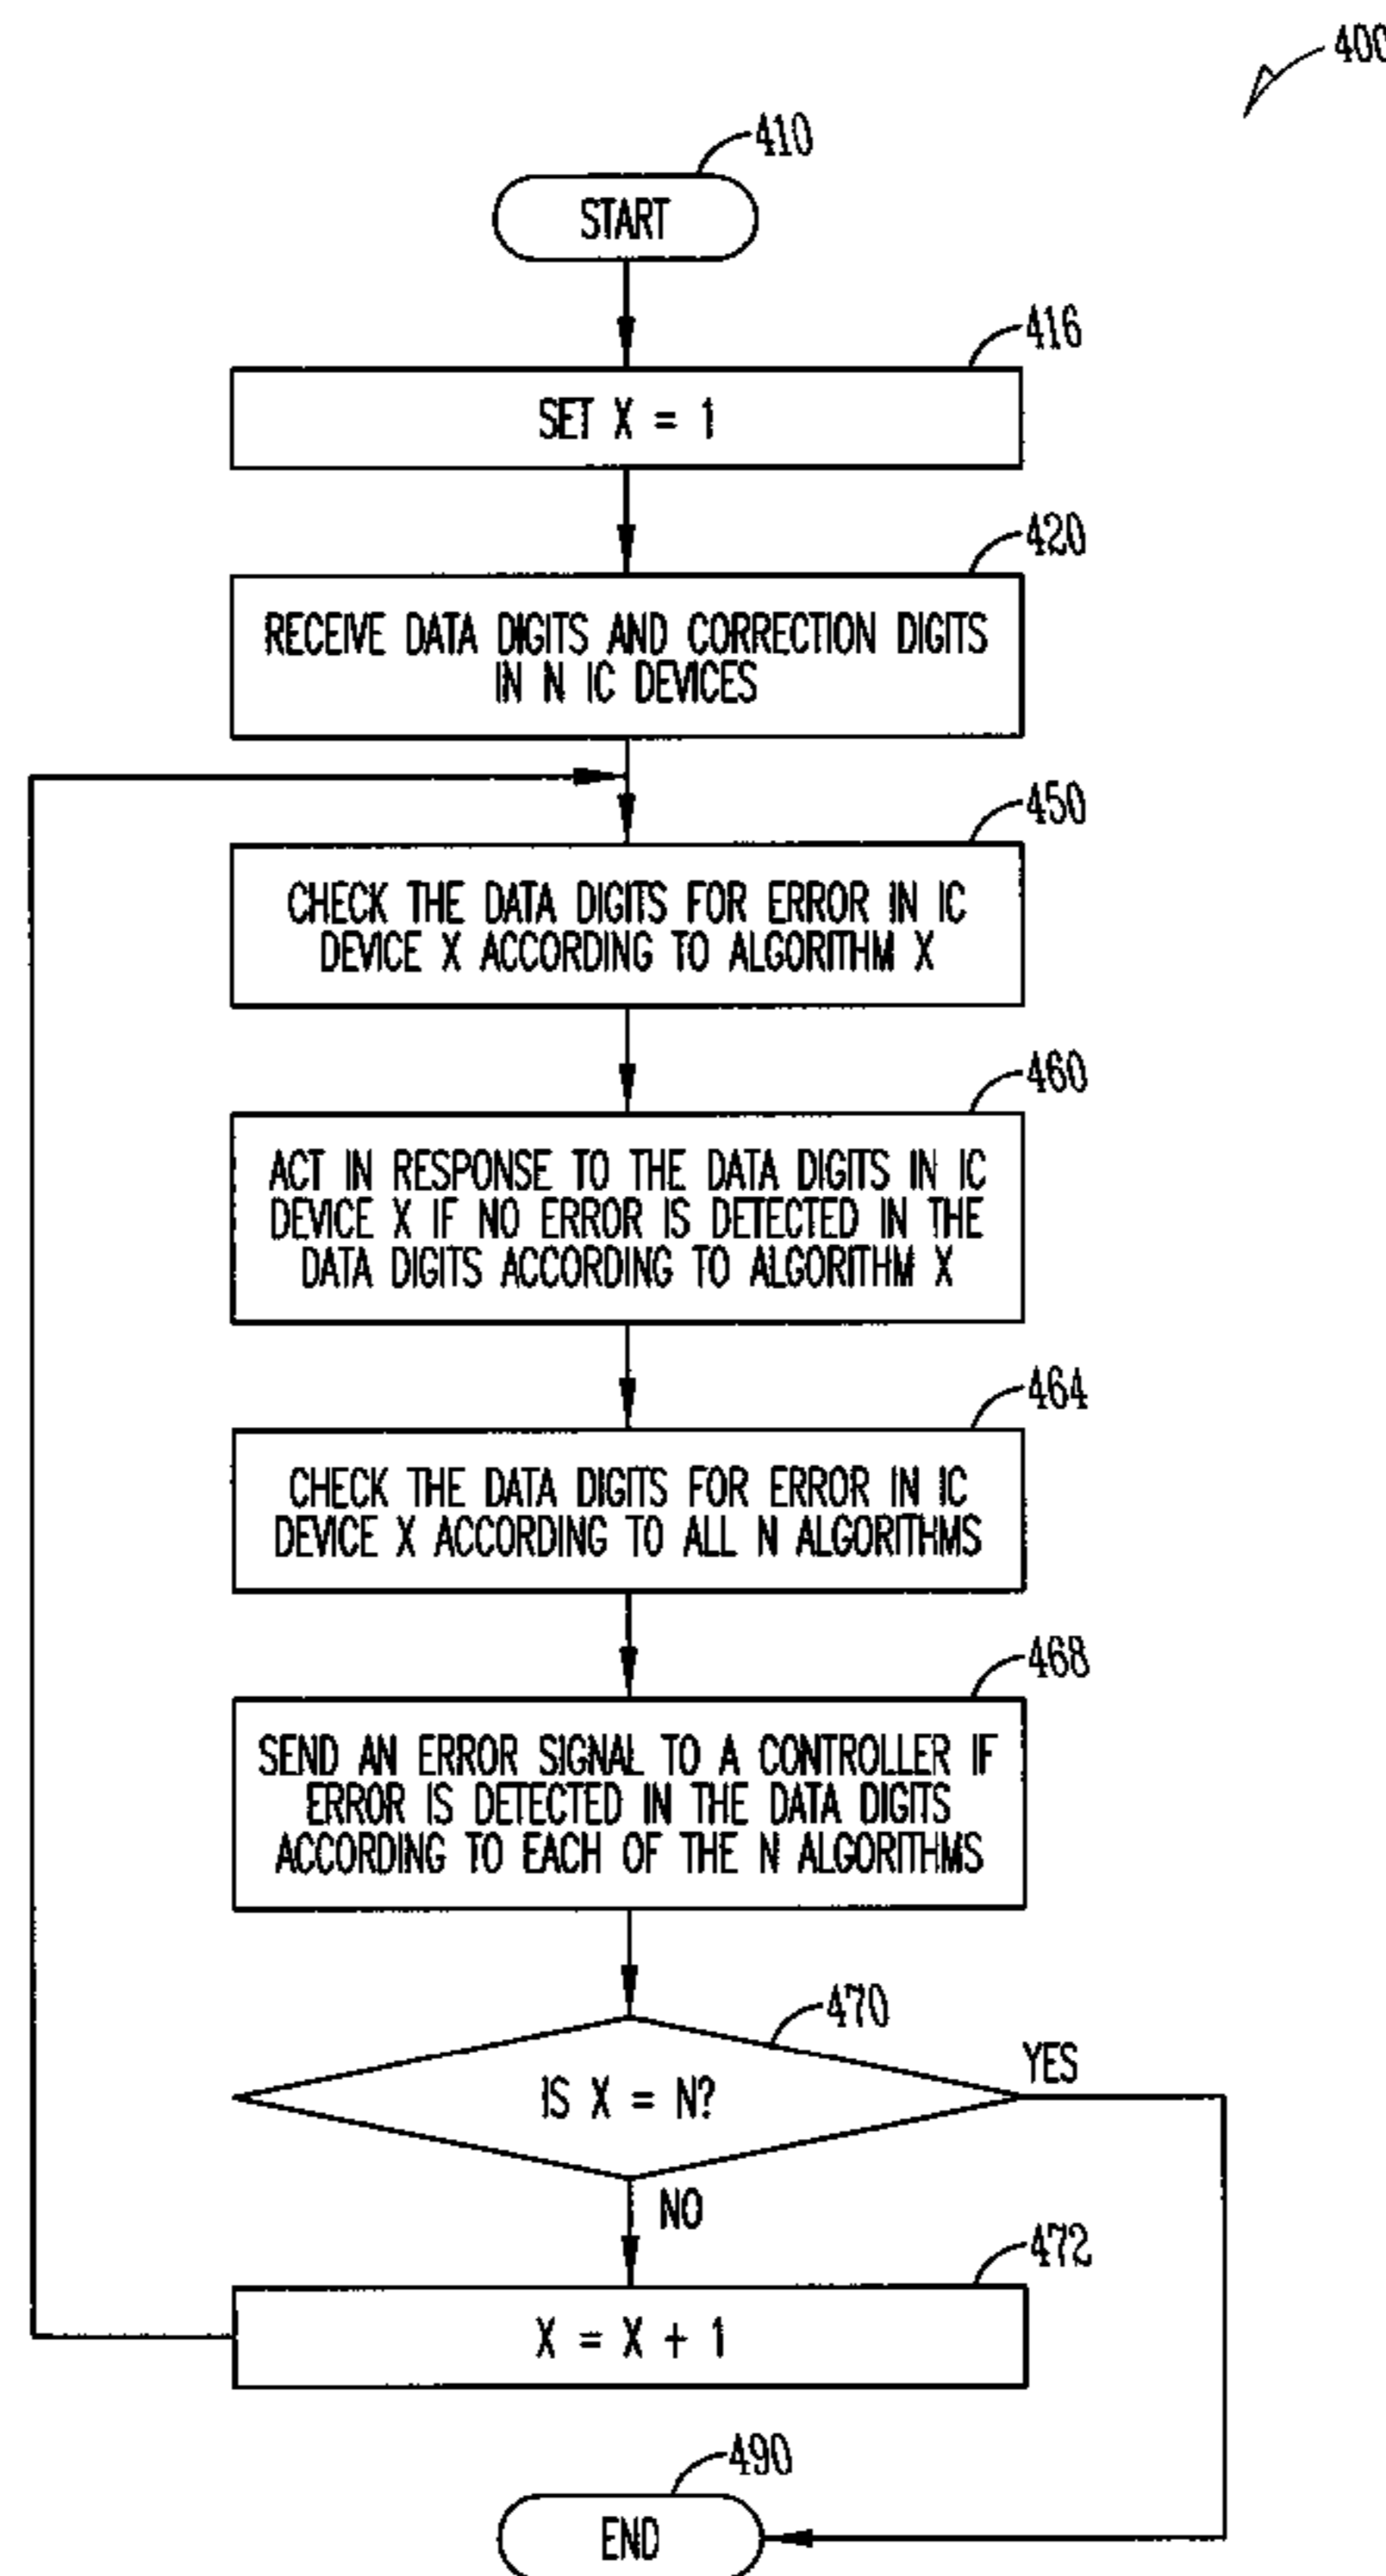 400
410
START
416
SET X = 1
420
RECEIVE DATA DIGITS AND CORRECTION DIGITS
IN N IC DEVICES
450
CHECK THE DATA DIGITS FOR ERROR IN IC
DEVICE X ACCORDING TO ALGORITHM X
460
ACT IN RESPONSE TO THE DATA DIGITS IN IC
DEVICE X IF NO ERROR IS DETECTED IN THE
DATA DIGITS ACCORDING TO ALGORITHM X
464
CHECK THE DATA DIGITS FOR ERROR IN IC
DEVICE X ACCORDING TO ALL N ALGORITHMS
468
SEND AN ERROR SIGNAL TO A CONTROLLER IF
ERROR IS DETECTED IN THE DATA DIGITS
ACCORDING TO EACH OF THE N ALGORITHMS
470
IS X = N?
YES
NO
472
X = X + 1
490
END